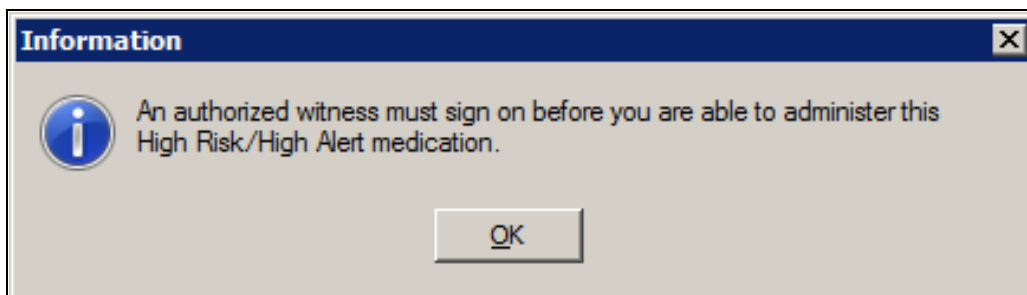 Information
An authorized witness must sign on before you are able to administer this
High Risk/High Alert medication.
OK